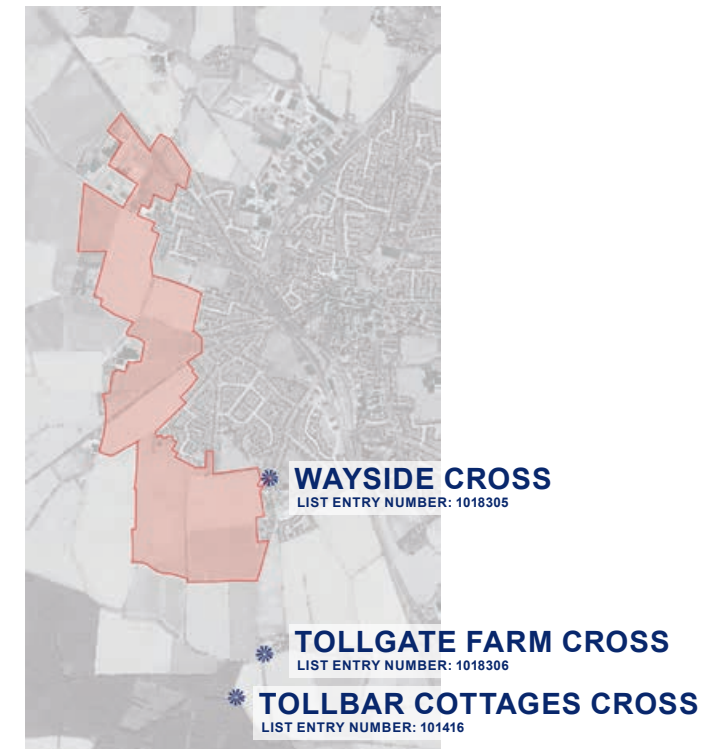 WAYSIDE CROSS
LIST ENTRY NUMBER: 1018305
TOLLGATE FARM CROSS
LIST ENTRY NUMBER: 1018306
TOLLBAR COTTAGES CROSS
LIST ENTRY NUMBER: 101416